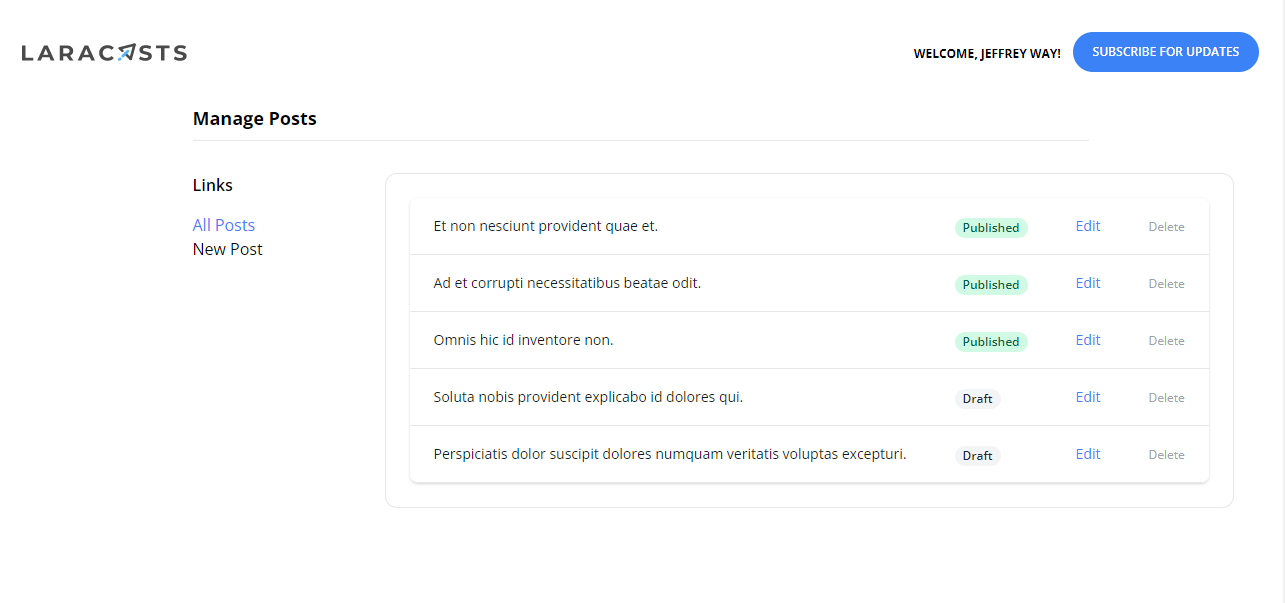 LARACASTS
WELCOME, JEFFREY WAY! SUBSCRIBE FOR UPDATES
Manage Posts
Links
All Posts
New Post
Et non nesciunt provident quae et. Published Edit Delete
Ad et corrupti necessitatibus beatae odit. Published Edit Delete
Omnis hic id inventore non. Published Edit Delete
Soluta nobis provident explicabo id dolores qui. Draft Edit Delete
Perspiciatis dolor suscipit dolores numquam veritatis voluptas excepturi. Draft Edit Delete